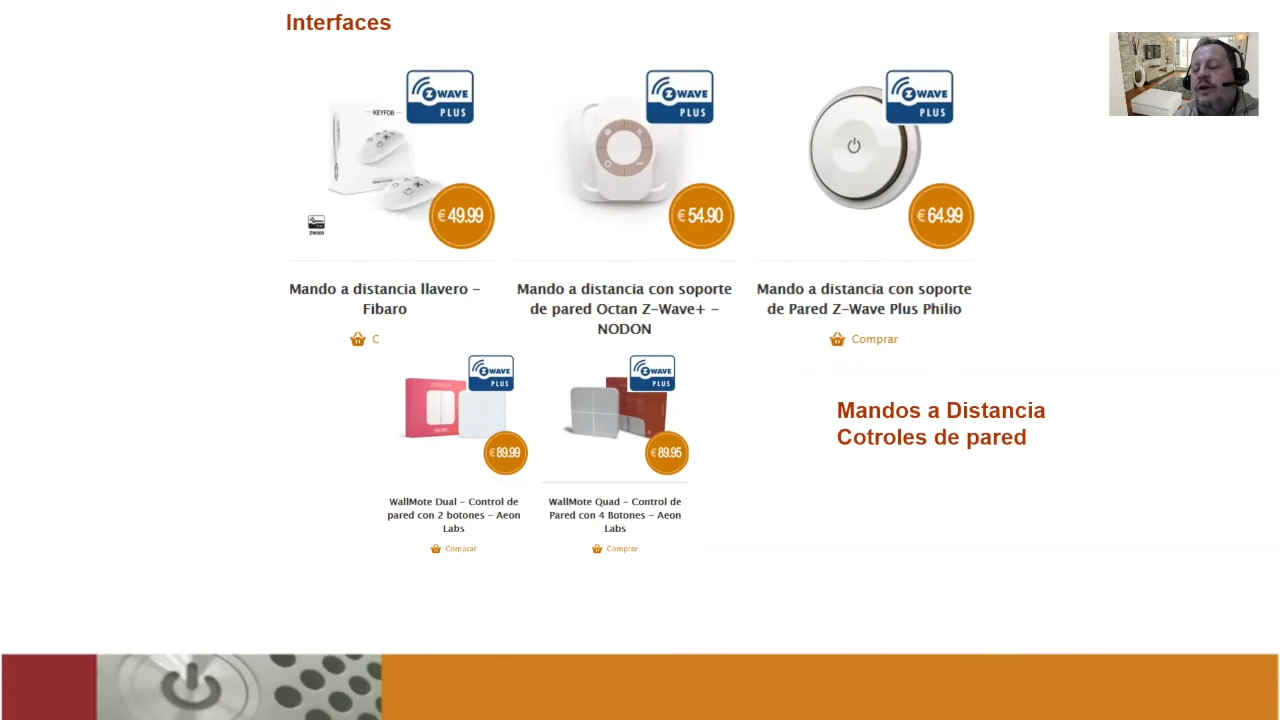 Interfaces
Z WAVE
PLUS
KEYFOB
€ 49.99
Z WAVE
PLUS
€ 54.90
Z WAVE
PLUS
€ 64.99
Mando a distancia llavero -
Fibaro
C
Mando a distancia con soporte
de pared Octan Z-Wave+ -
NODON
Mando a distancia con soporte
de Pared Z-Wave Plus Philio
Comprar
Z WAVE
PLUS
€ 89.99
Z WAVE
PLUS
€ 89.95
Mandos a Distancia
Cotroles de pared
WallMote Dual - Control de
pared con 2 botones - Aeon
Labs
Comprar
WallMote Quad - Control de
Pared con 4 Botones - Aeon
Labs
Comprar